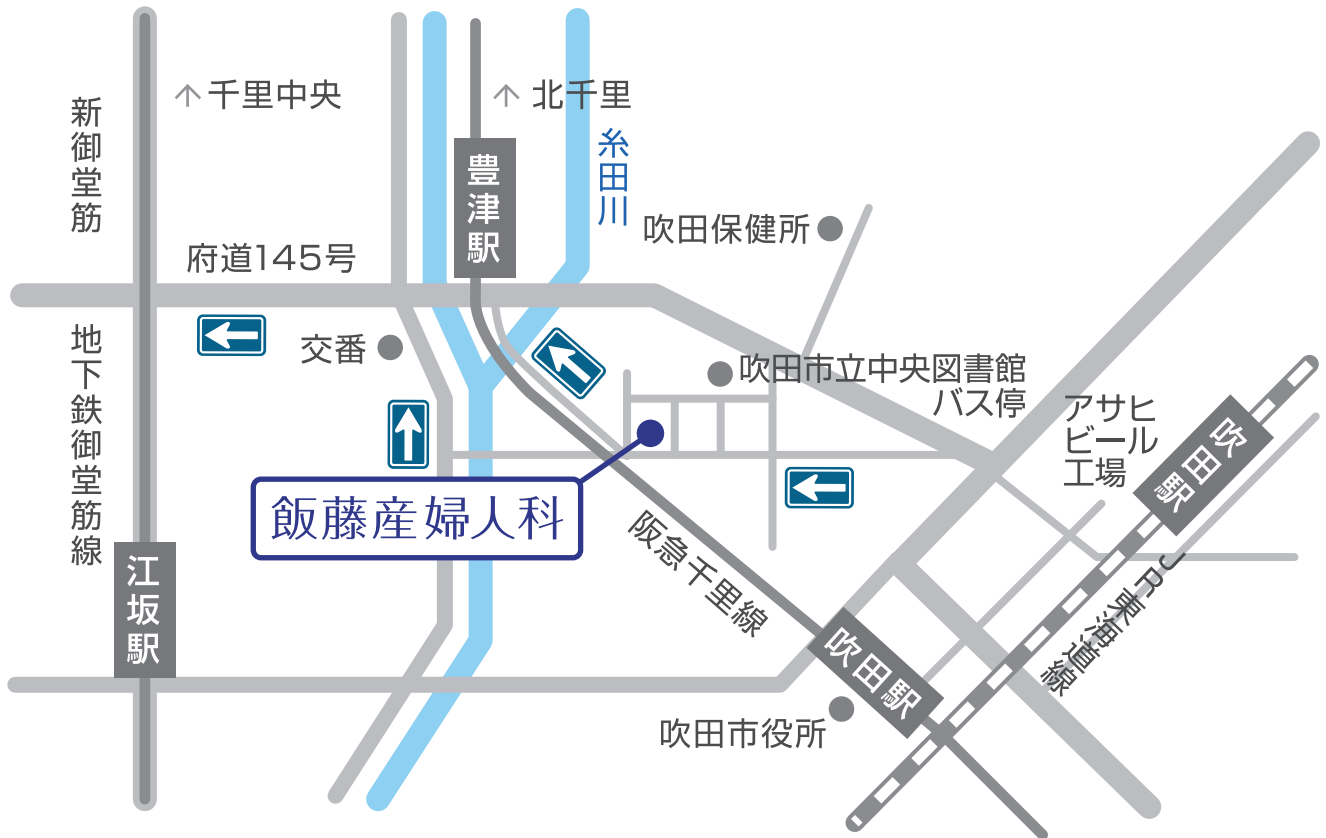 千里中央
北千里
新御堂筋
糸田川
豊津駅
吹田保健所
府道145号
地下鉄御堂筋線
交番
吹田市立中央図書館
バス停
アサヒ
ビール
工場
吹田駅
飯藤産婦人科
阪急千里線
江坂駅
JR東海道線
吹田駅
吹田市役所